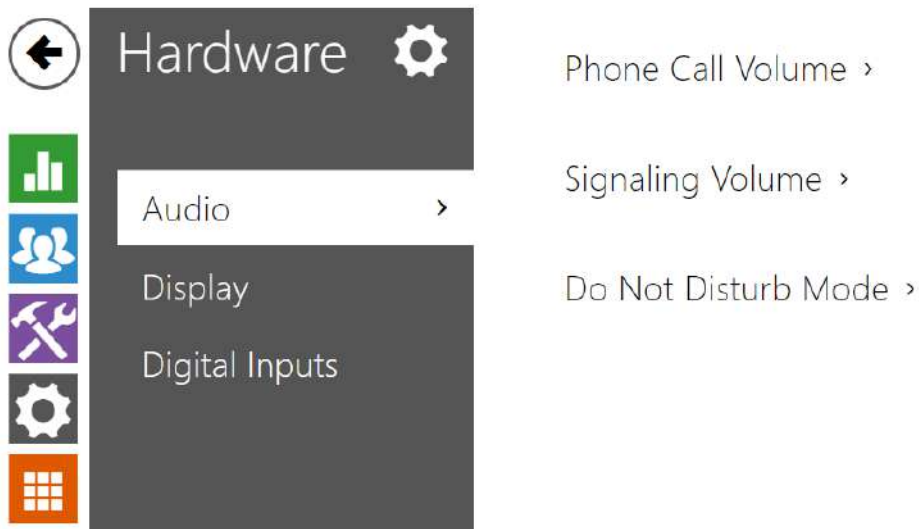 Hardware
Audio
Display
Digital Inputs
Phone Call Volume
Signaling Volume
Do Not Disturb Mode